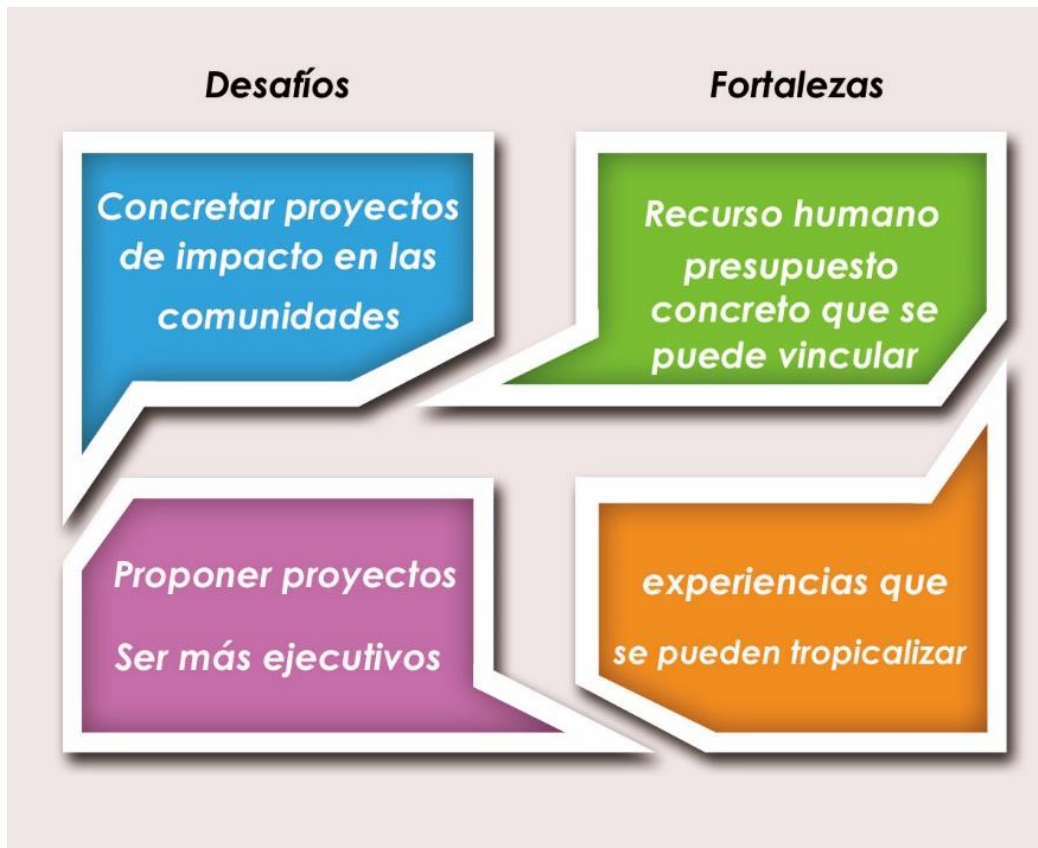 Desafíos
Concretar proyectos
de impacto en las
comunidades
Proponer proyectos
Ser más ejecutivos
Fortalezas
Recurso humano
presupuesto
concreto que se
puede vincular
experiencias que
se pueden tropicalizar